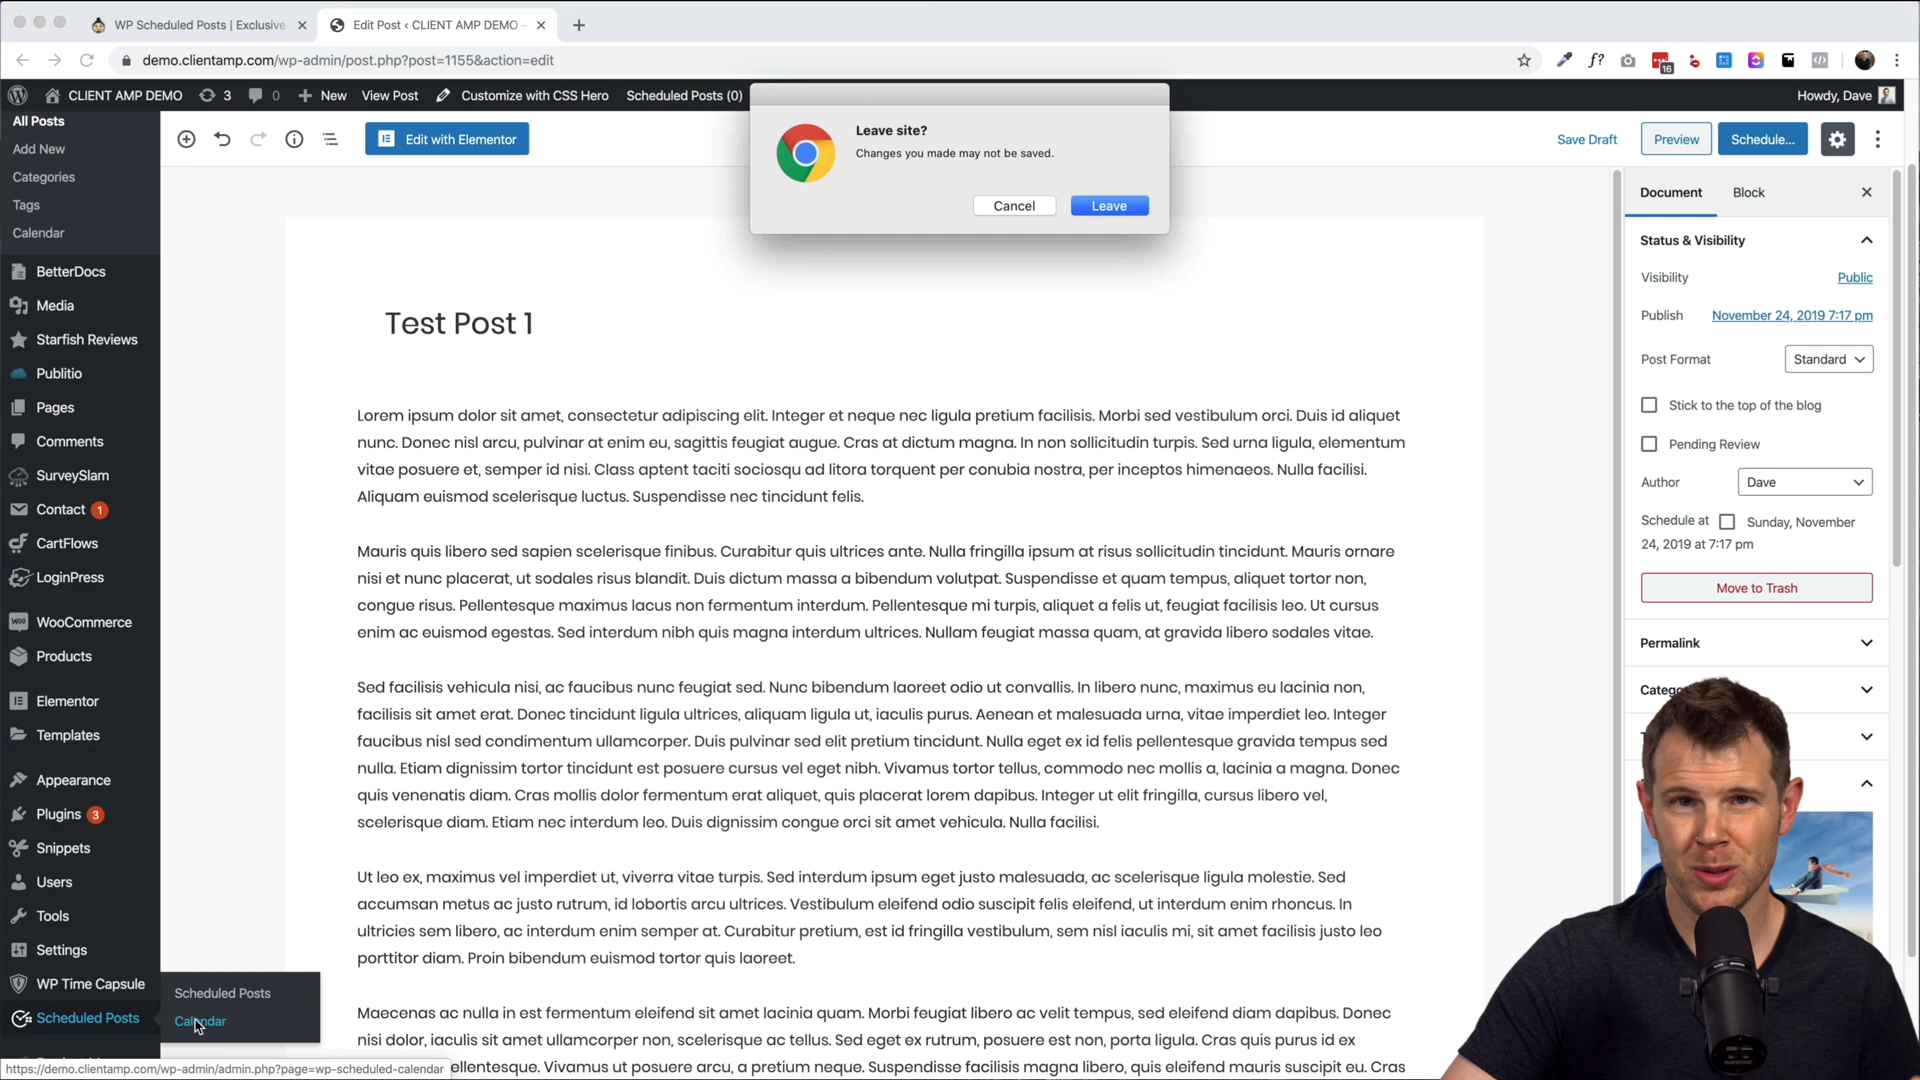 WP Scheduled Posts | Exclusive
Edit Post ‹ CLIENT AMP DEMO –
demo.clientamp.com/wp-admin/post.php?post=1155&action=edit
f?
16
CLIENT AMP DEMO
3
0
New
View Post
Customize with CSS Hero
Scheduled Posts (0)
Howdy, Dave
Leave site?
Changes you made may not be saved.
Cancel
Leave
All Posts
Add New
Categories
Tags
Calendar
BetterDocs
Media
Starfish Reviews
Publitio
Pages
Comments
SurveySlam
Contact 1
CartFlows
LoginPress
WooCommerce
Products
Elementor
Templates
Appearance
Plugins 3
Snippets
Users
Tools
Settings
WP Time Capsule
Scheduled Posts
Scheduled Posts
Calendar
https://demo.clientamp.com/wp-admin/admin.php?page=wp-scheduled-calendar
Edit with Elementor
Save Draft
Preview
Schedule...
Test Post 1
Lorem ipsum dolor sit amet, consectetur adipiscing elit. Integer et neque nec ligula pretium facilisis. Morbi sed vestibulum orci. Duis id aliquet
nunc. Donec nisl arcu, pulvinar at enim eu, sagittis feugiat augue. Cras at dictum magna. In non sollicitudin turpis. Sed urna ligula, elementum
vitae posuere et, semper id nisi. Class aptent taciti sociosqu ad litora torquent per conubia nostra, per inceptos himenaeos. Nulla facilisi.
Aliquam euismod scelerisque luctus. Suspendisse nec tincidunt felis.
Mauris quis libero sed sapien scelerisque finibus. Curabitur quis ultrices ante. Nulla fringilla ipsum at risus sollicitudin tincidunt. Mauris ornare
nisi et nunc placerat, ut sodales risus blandit. Duis dictum massa a bibendum volutpat. Suspendisse et quam tempus, aliquet tortor non,
congue risus. Pellentesque maximus lacus non fermentum interdum. Pellentesque mi turpis, aliquet a felis ut, feugiat facilisis leo. Ut cursus
enim ac euismod egestas. Sed interdum nibh quis magna interdum ultrices. Nullam feugiat massa quam, at gravida libero sodales vitae.
Sed facilisis vehicula nisi, ac faucibus nunc feugiat sed. Nunc bibendum laoreet odio ut convallis. In libero nunc, maximus eu lacinia non,
facilisis sit amet erat. Donec tincidunt ligula ultrices, aliquam ligula ut, iaculis purus. Aenean et malesuada urna, vitae imperdiet leo. Integer
faucibus nisl sed condimentum ullamcorper. Duis pulvinar sed elit pretium tincidunt. Nulla eget ex id felis pellentesque gravida tempus sed
nulla. Etiam dignissim tortor tincidunt est posuere cursus vel eget nibh. Vivamus tortor tellus, commodo nec mollis a, lacinia a magna. Donec
quis venenatis diam. Cras mollis dolor fermentum erat aliquet, quis placerat lorem dapibus. Integer ut elit fringilla, cursus libero vel,
scelerisque diam. Etiam nec interdum leo. Duis dignissim congue orci sit amet vehicula. Nulla facilisi.
Ut leo ex, maximus vel imperdiet ut, viverra vitae turpis. Sed interdum ipsum eget justo malesuada, ac scelerisque ligula molestie. Sed
accumsan metus ac justo rutrum, id lobortis arcu ultrices. Vestibulum eleifend odio suscipit felis eleifend, ut interdum enim rhoncus. In
ultricies sem libero, ac interdum enim semper at. Curabitur pretium, est id fringilla vestibulum, sem nisl iaculis mi, sit amet facilisis justo leo
porttitor diam. Proin bibendum euismod tortor quis laoreet.
Maecenas ac nulla in est fermentum eleifend sit amet lacinia quam. Morbi feugiat libero ac velit tempus, sed eleifend diam dapibus. Donec
nisi dolor, iaculis sit amet ullamcorper non, scelerisque ac tellus. Sed eget ex rutrum, posuere est non, porta ligula. Cras quis purus id ex
ellentesque. Vivamus ut posuere arcu, a pretium neque. Suspendisse facilisis magna libero, quis eleifend mauris suscipit eu. Cras
Document
Block
Status & Visibility
Visibility
Public
Publish
November 24, 2019 7:17 pm
Post Format
Standard
Stick to the top of the blog
Pending Review
Author
Dave
Schedule at
Sunday, November
24, 2019 at 7:17 pm
Move to Trash
Permalink
Categ